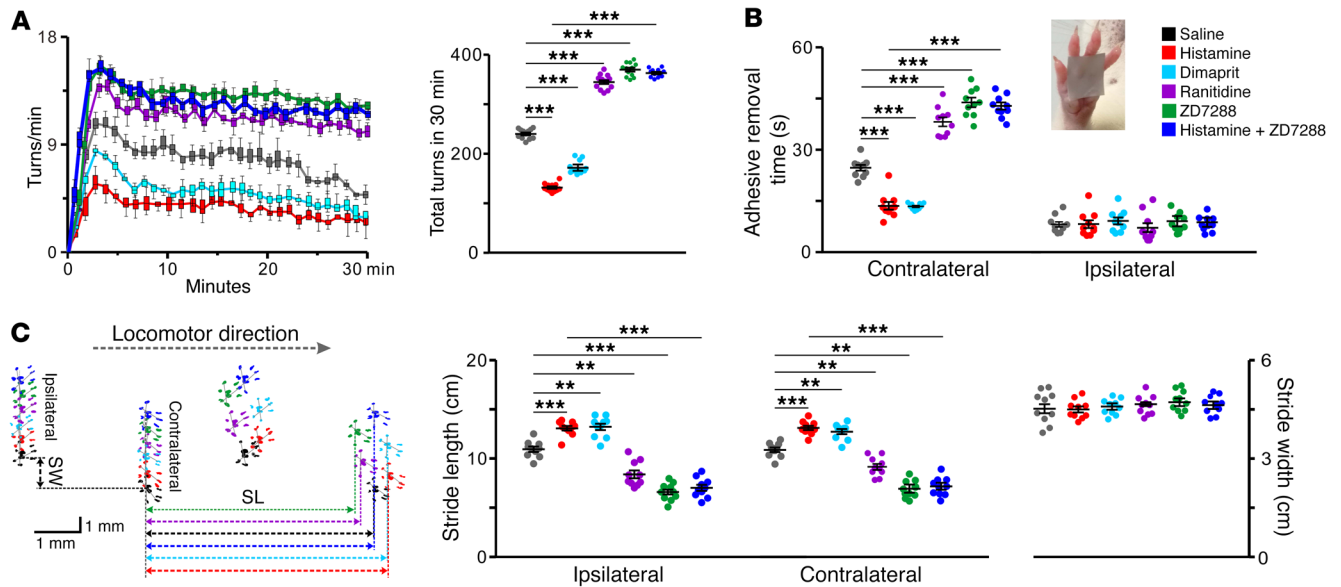 A
18
9
0
Turns/min
0
10
20
30 min
Minutes
***
***
***
***
***
400
200
0
Total turns in 30 min
B
60
30
0
Adhesive removal
time (s)
***
***
***
***
***
Contralateral
Ipsilateral
Saline
Histamine
Dimaprit
Ranitidine
ZD7288
Histamine + ZD7288
C
Locomotor direction
Ipsilateral
SW
Contralateral
SL
1 mm
1 mm
20
10
0
Stride length (cm)
***
***
**
**
***
***
**
**
**
***
Ipsilateral
Contralateral
6
3
0
Stride width (cm)